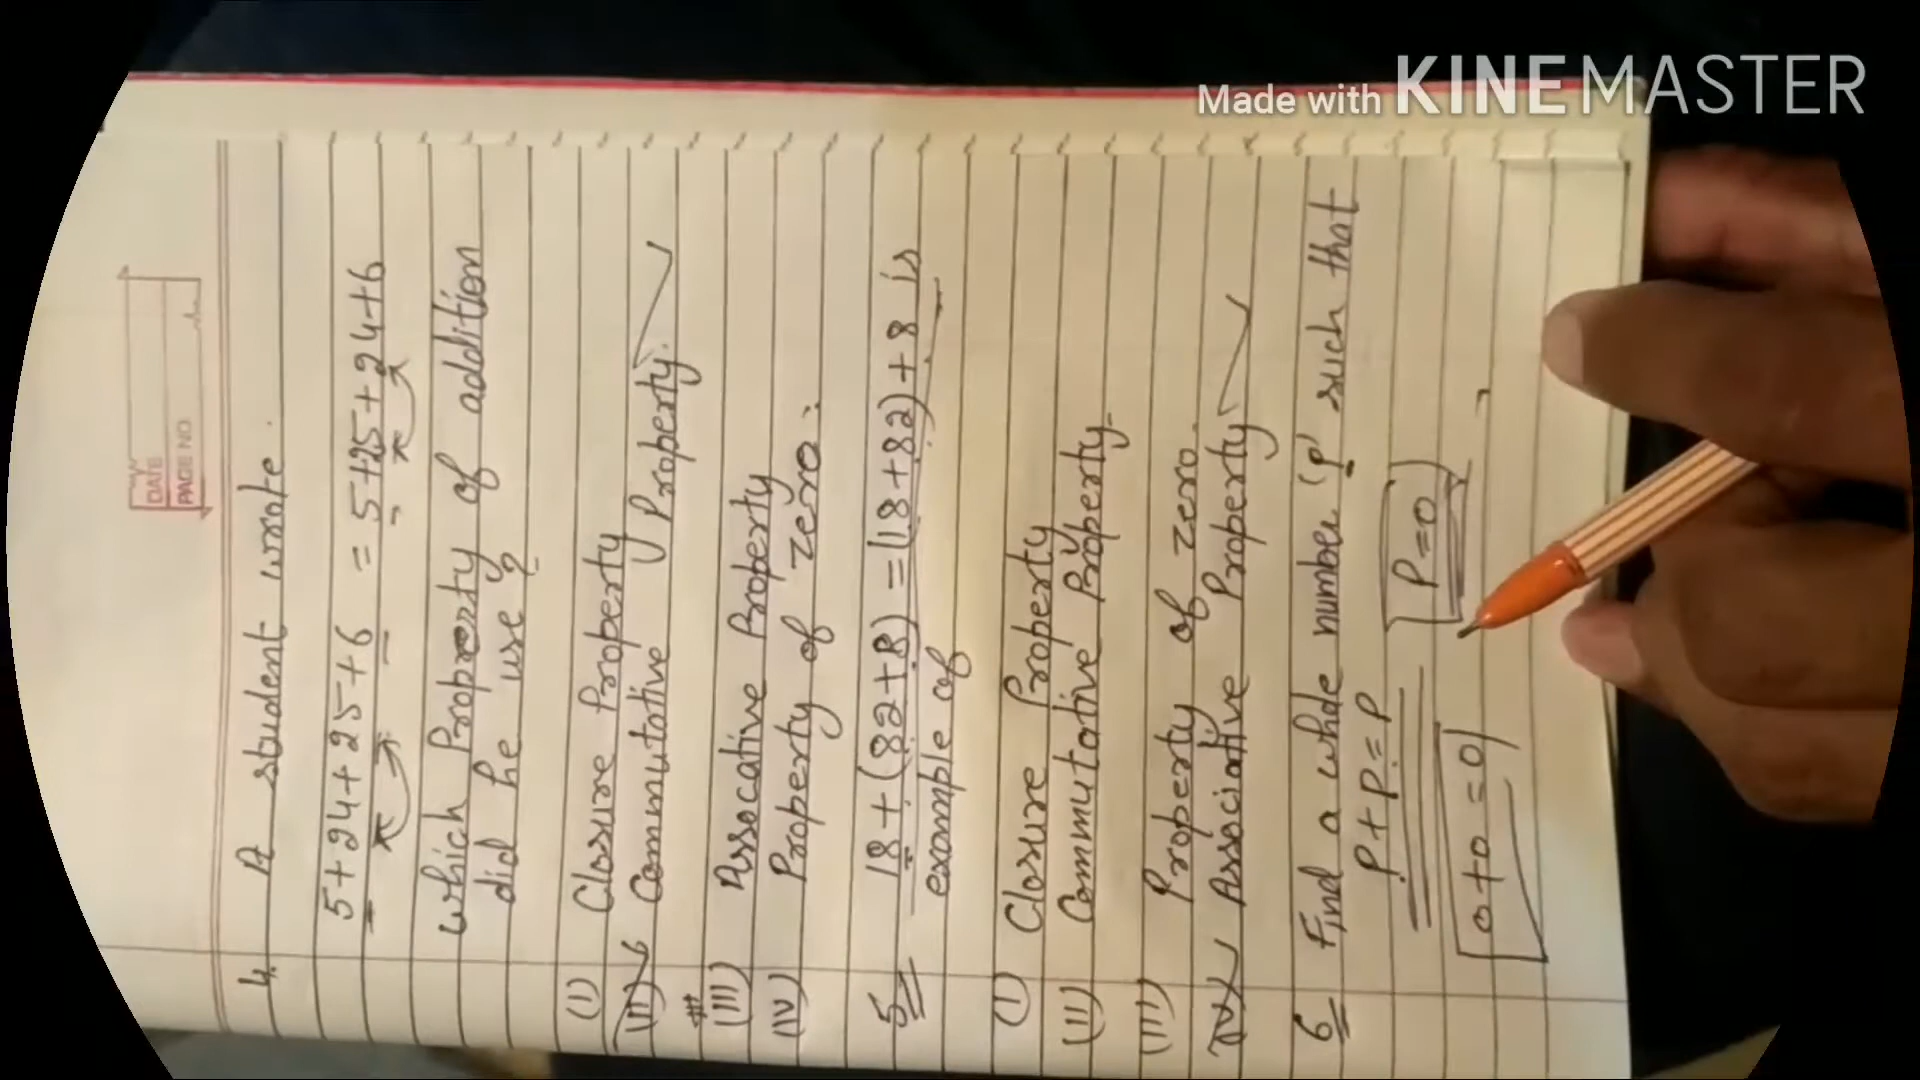 Made with KINEMASTER
DATE
PAGE NO
4. A student wrote.
5+24+25+6 = 5+25+24+6
which Property of addition
did he use?
(I) Closure Property
(II) Commutative Property.
(III) Assocative Property
(IV) Property of zero.
5 18+(82+8)=(18+82)+8 is
example of
(I) Closure Property
(II) Commutative Property.
(III) Property of zero.
(IV) Associative Property
6 Find a whole number 'p' such that
P+P=P P=0
0+0=0